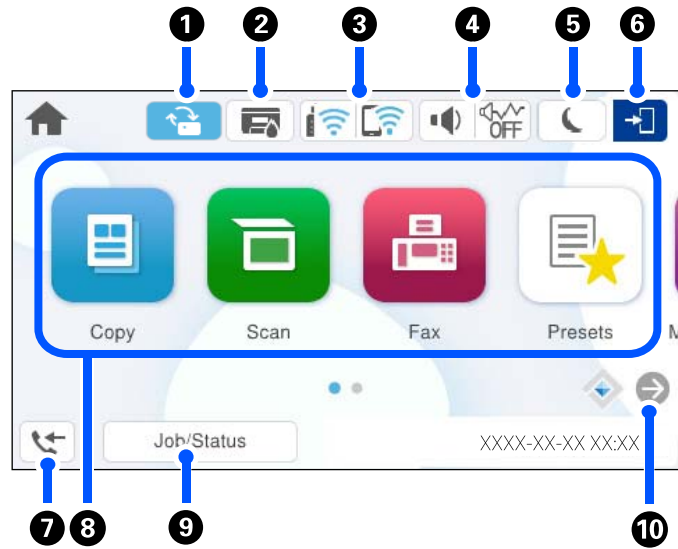 1 2 3 4 5 6
OFF
Copy Scan Fax Presets M
Job/Status XXXX-XX-XX XX:XX
7 8 9 10